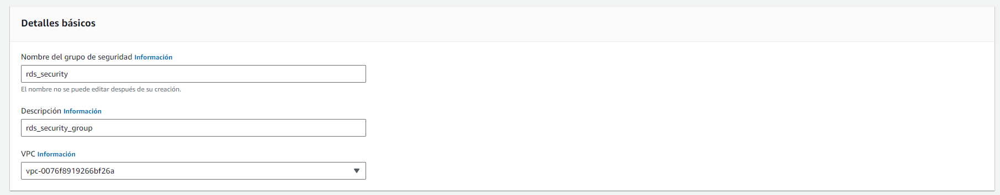 Detalles básicos
Nombre del grupo de seguridad Información
rds_security
El nombre no se puede editar después de su creación.
Descripción Información
rds_security_group
VPC Información
vpc-0076f8919266bf26a